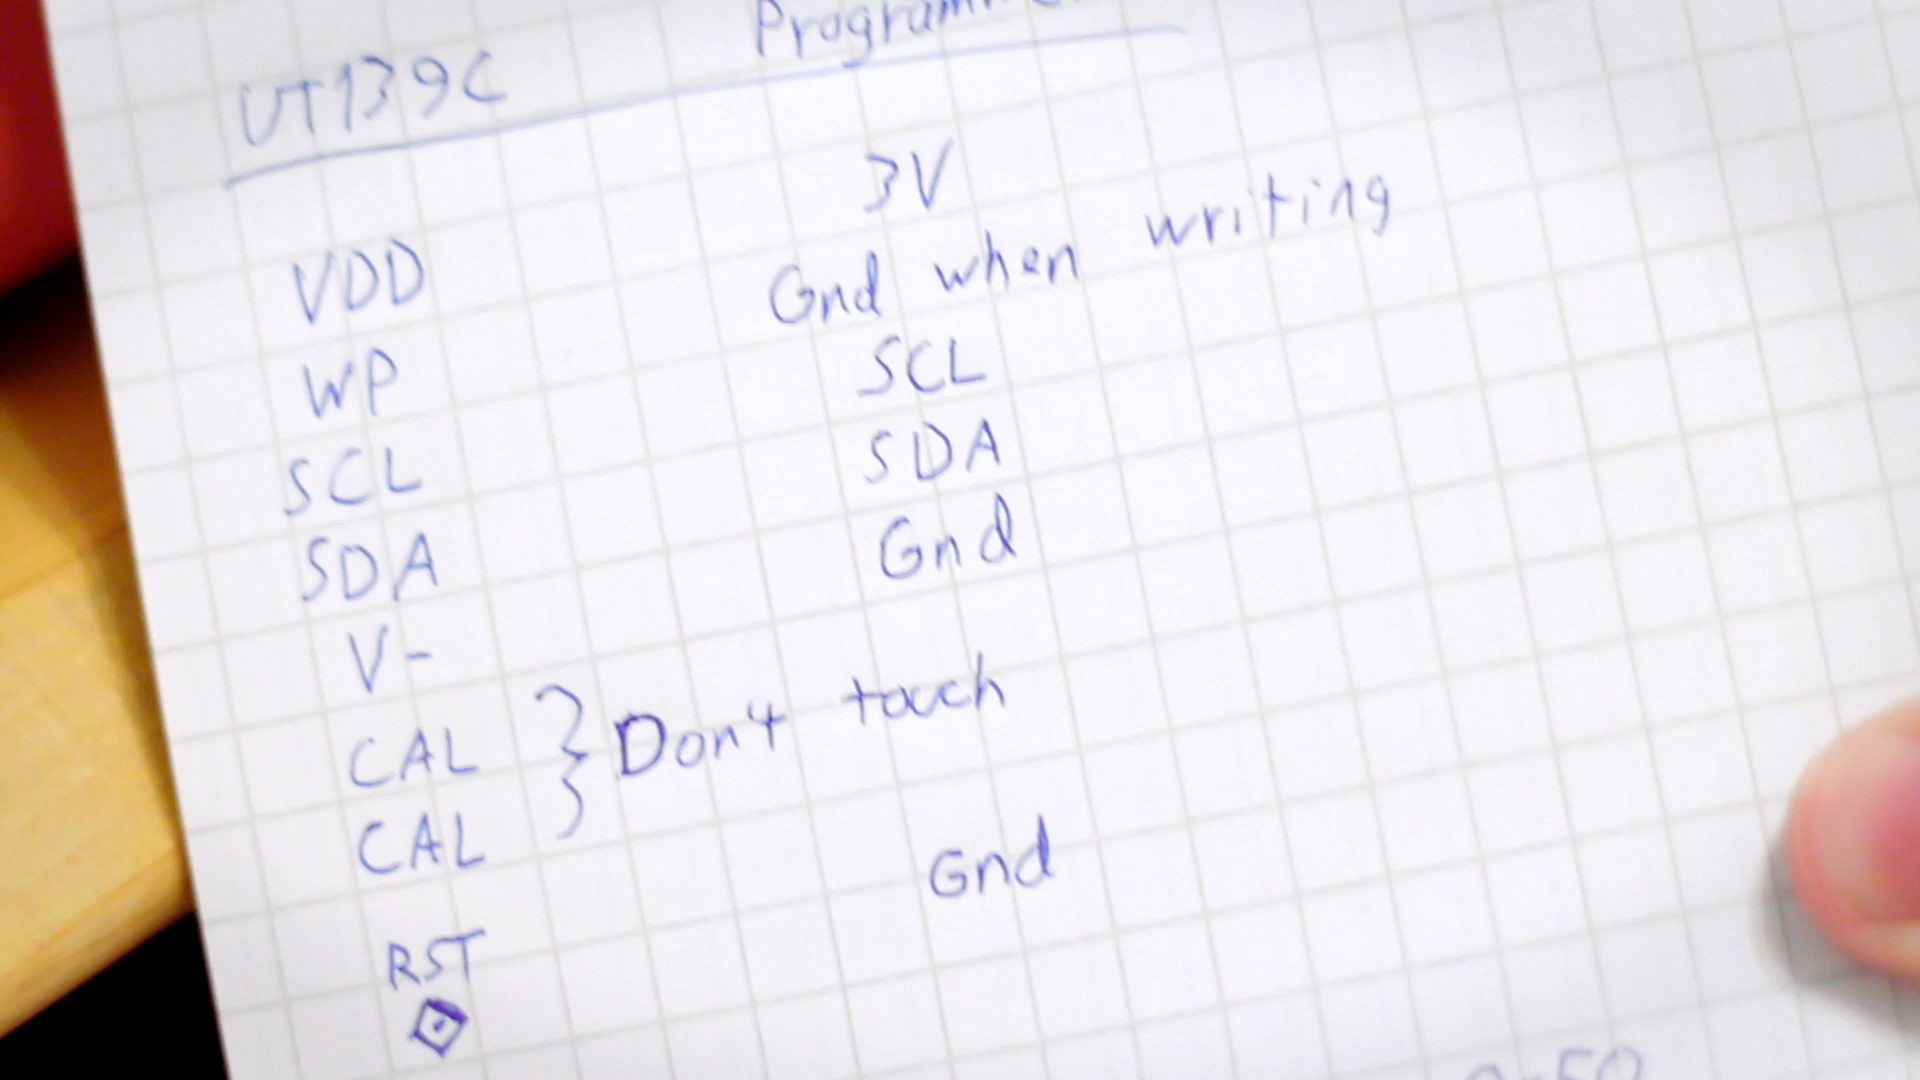 UT139C
VDD 3V
WP Gnd when writing
SCL SCL
SDA SDA
V- Gnd
CAL } Don't touch
CAL
RST Gnd